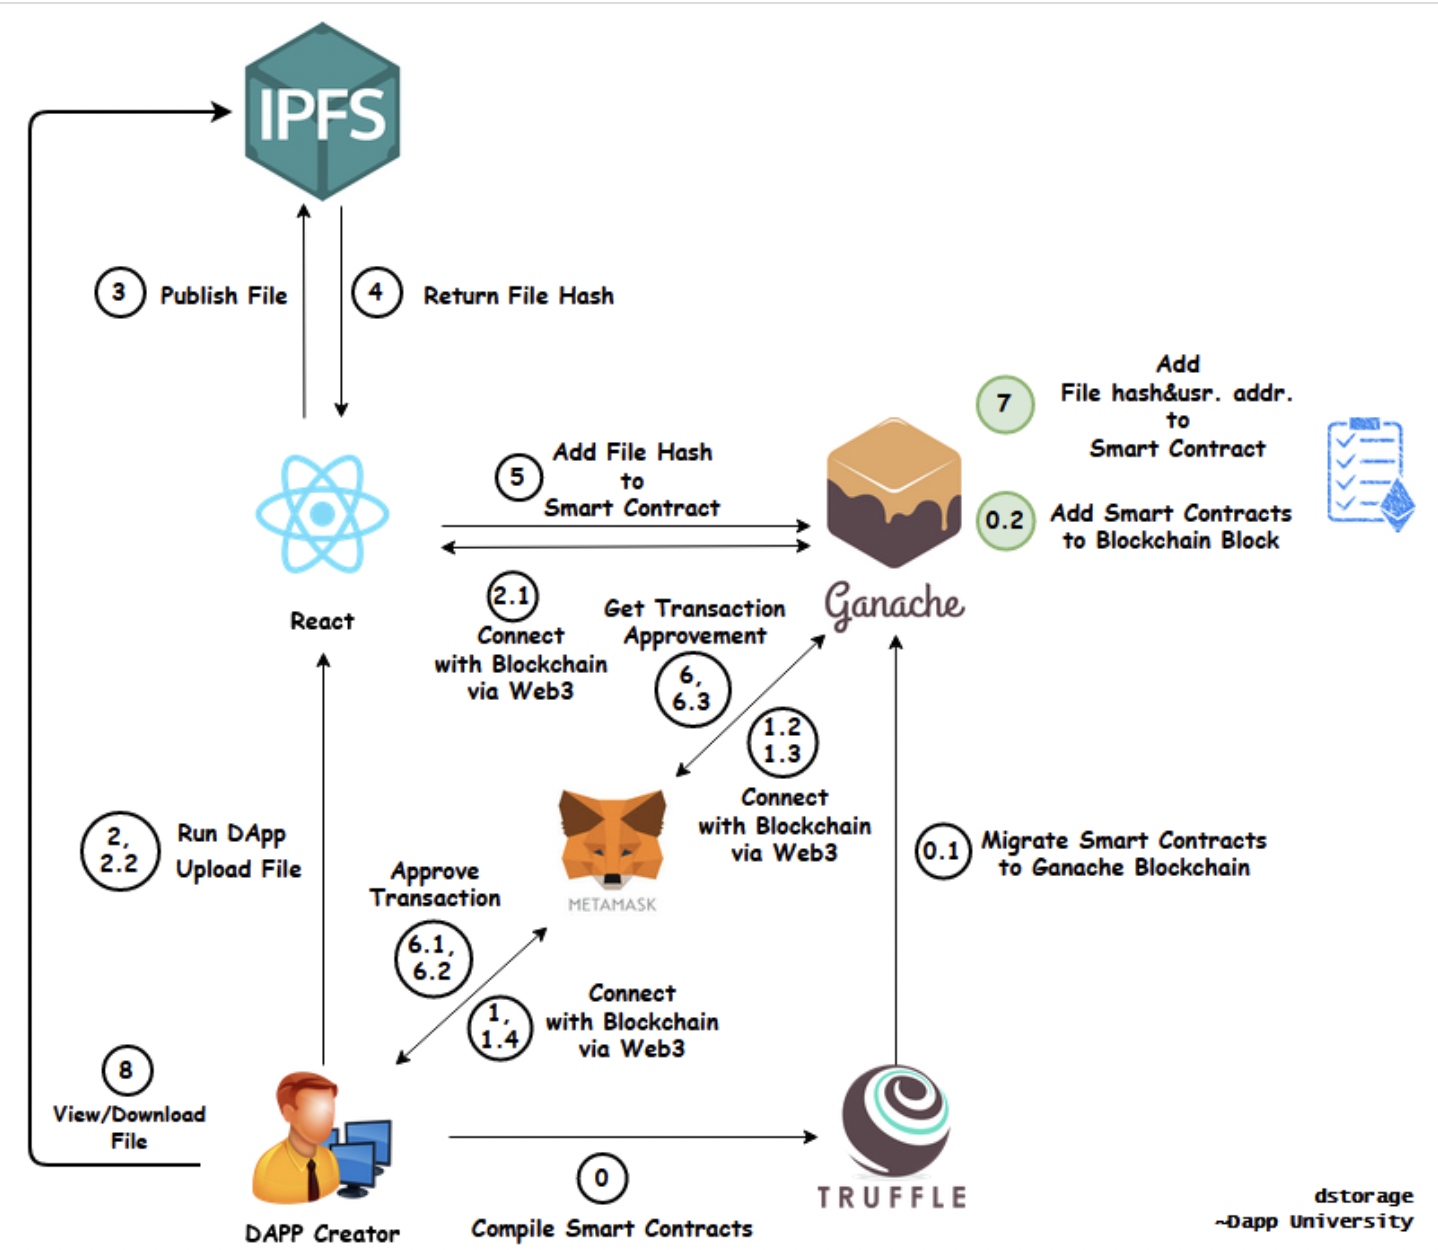 IPFS
3
Publish File
4
Return File Hash
Add
File hash&usr. addr.
to
Smart Contract
7
5
Add File Hash
to
Smart Contract
0.2
Add Smart Contracts
to Blockchain Block
Ganache
React
2.1
Connect
with Blockchain
via Web3
Get Transaction
Approvement
6,
6.3
1.2
1.3
Connect
with Blockchain
via Web3
2,
2.2
Run DApp
Upload File
0.1
Migrate Smart Contracts
to Ganache Blockchain
METAMASK
Approve
Transaction
6.1,
6.2
1,
1.4
Connect
with Blockchain
via Web3
8
View/Download
File
DAPP Creator
0
Compile Smart Contracts
TRUFFLE
dstorage
~Dapp University